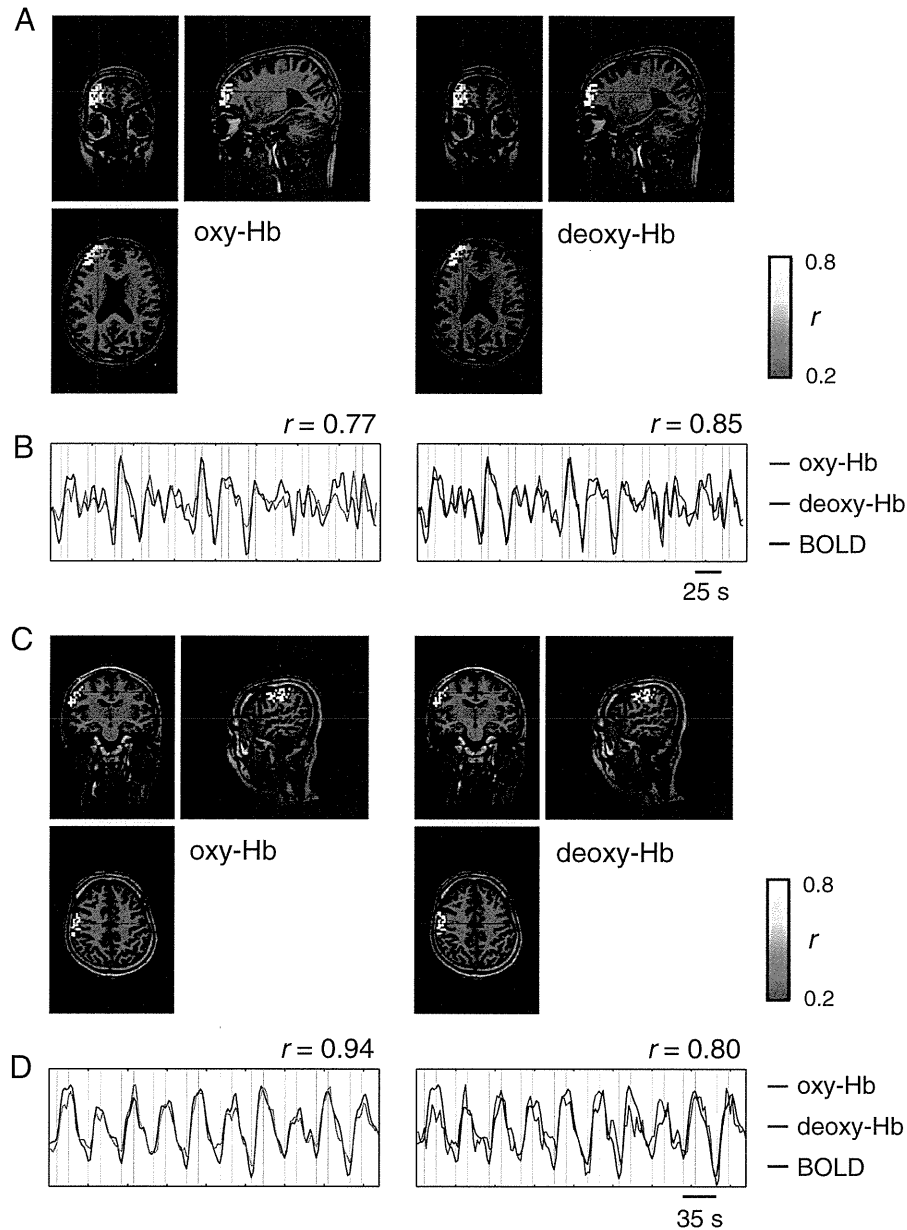 A
oxy-Hb
deoxy-Hb
0.8
r
0.2
B
r = 0.77
r = 0.85
oxy-Hb
deoxy-Hb
BOLD
25 s
C
oxy-Hb
deoxy-Hb
0.8
r
0.2
D
r = 0.94
r = 0.80
oxy-Hb
deoxy-Hb
BOLD
35 s